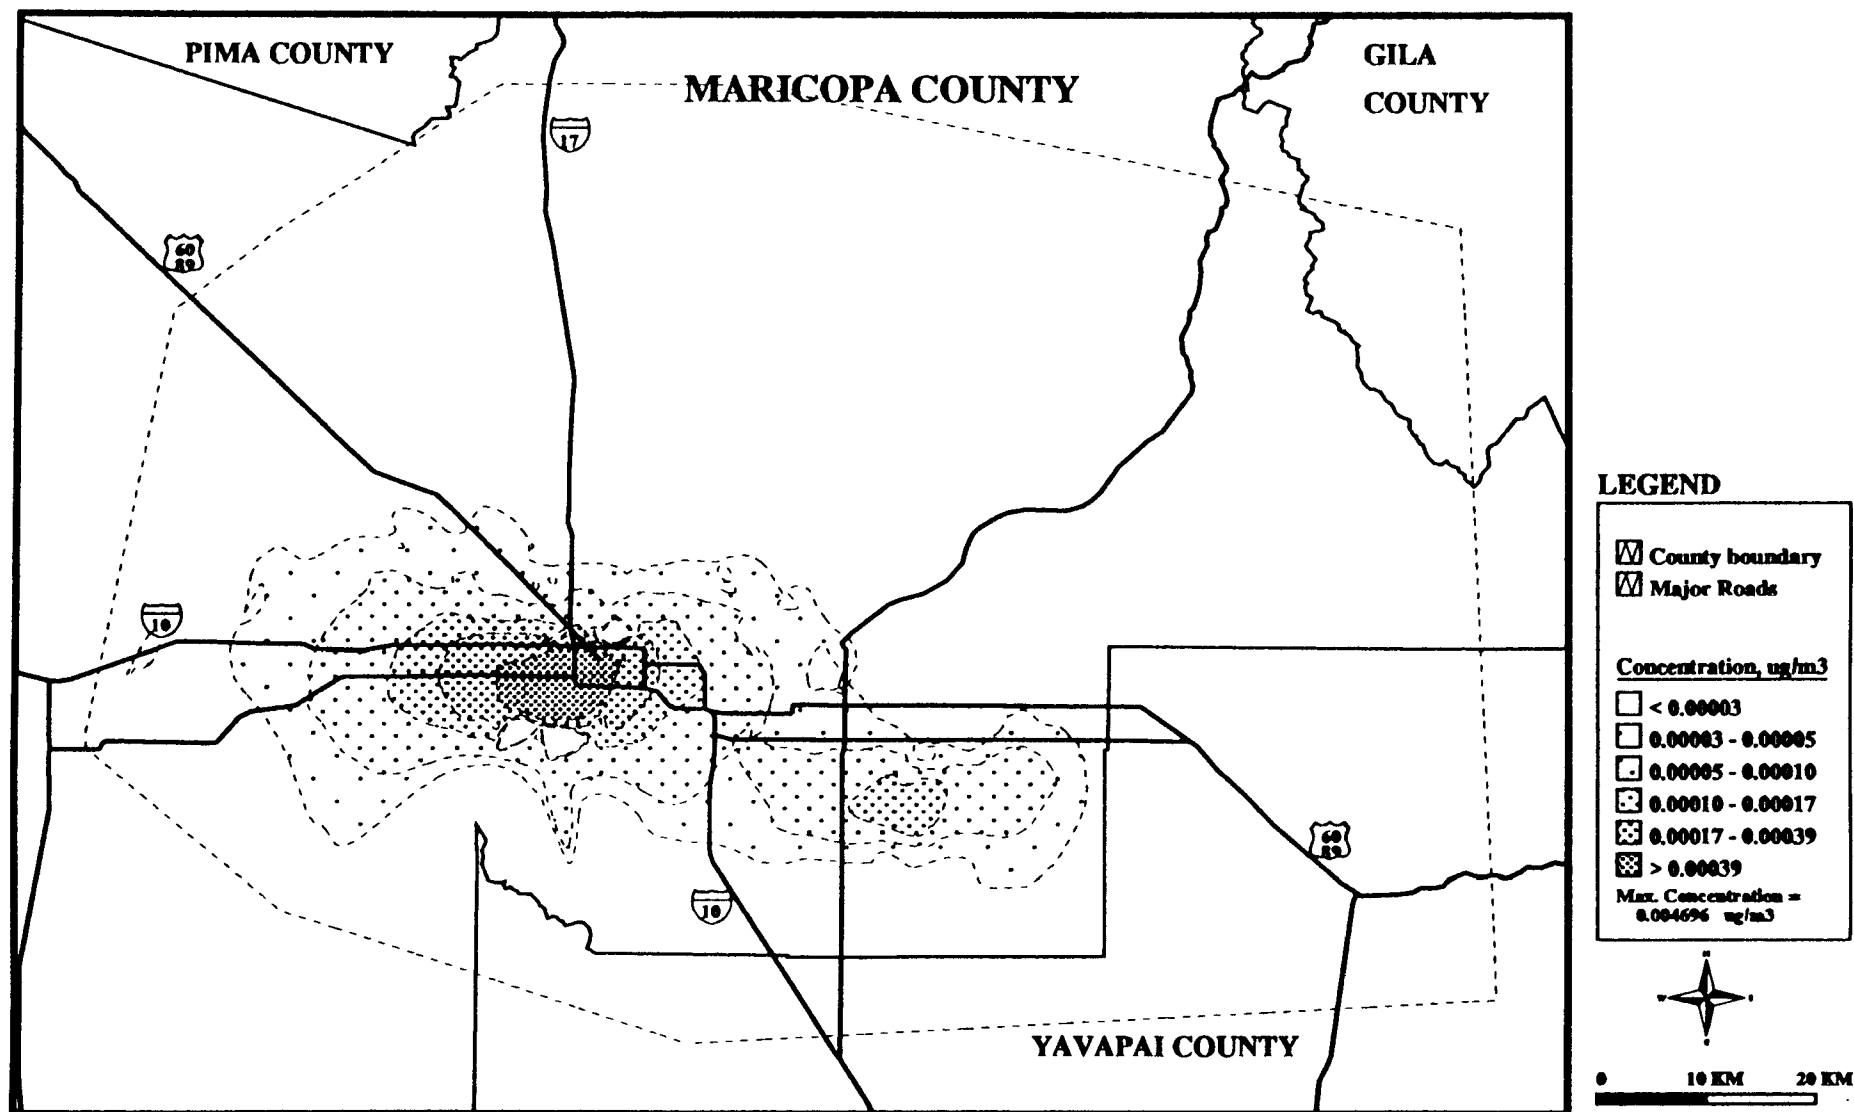 PIMA COUNTY
MARICOPA COUNTY
GILA
COUNTY
17
60
89
10
LEGEND
County boundary
Major Roads
Concentration, ug/m3
< 0.00003
0.00003 - 0.00005
0.00005 - 0.00010
0.00010 - 0.00017
0.00017 - 0.00039
> 0.00039
Max. Concentration =
0.004696 ug/m3
60
89
10
YAVAPAI COUNTY
0 10 KM 20 KM